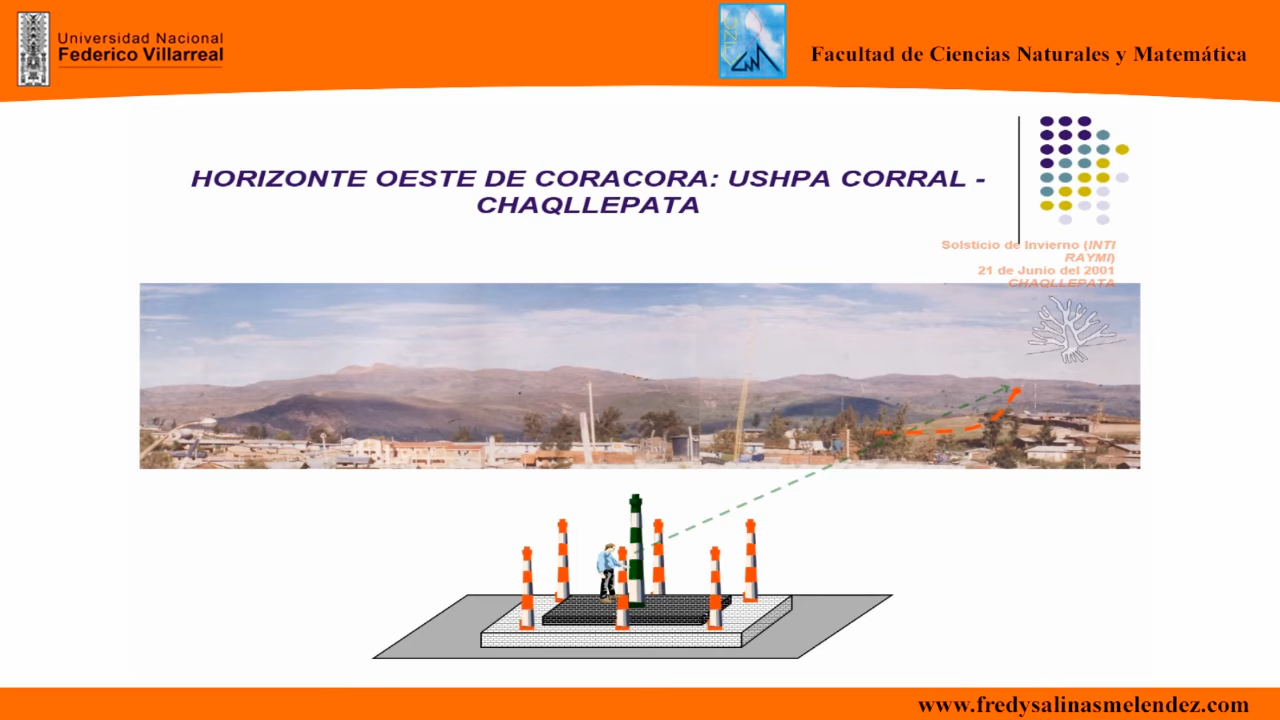 Universidad Nacional
Federico Villarreal
Facultad de Ciencias Naturales y Matemática
HORIZONTE OESTE DE CORACORA: USHPA CORRAL -
CHAQLLEPATA
Solsticio de Invierno (INTI
RAYMI)
21 de Junio del 2001
CHAQLLEPATA
www.fredysalinasmelendez.com